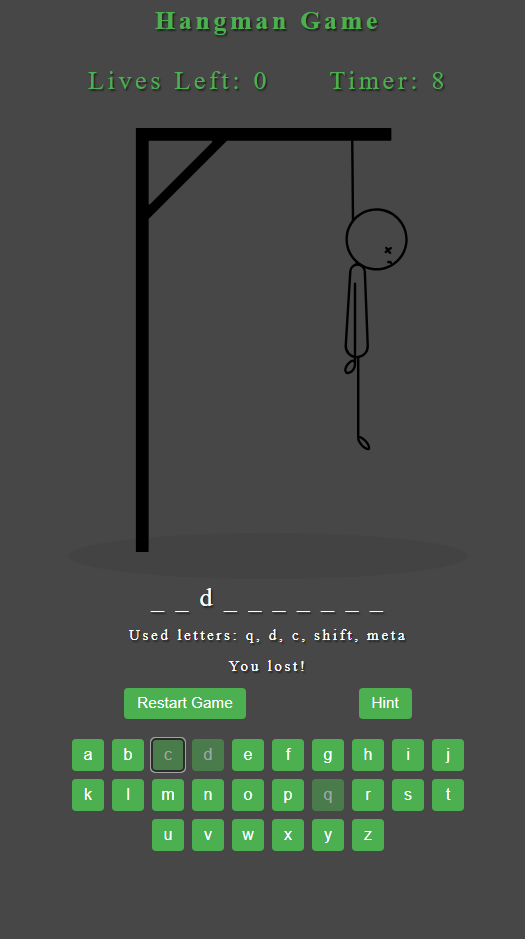 Hangman Game
Lives Left: 0 Timer: 8
_ _ d _ _ _ _ _ _ _
Used letters: q, d, c, shift, meta
You lost!
Restart Game Hint
a b c d e f g h i j
k l m n o p q r s t
u v w x y z